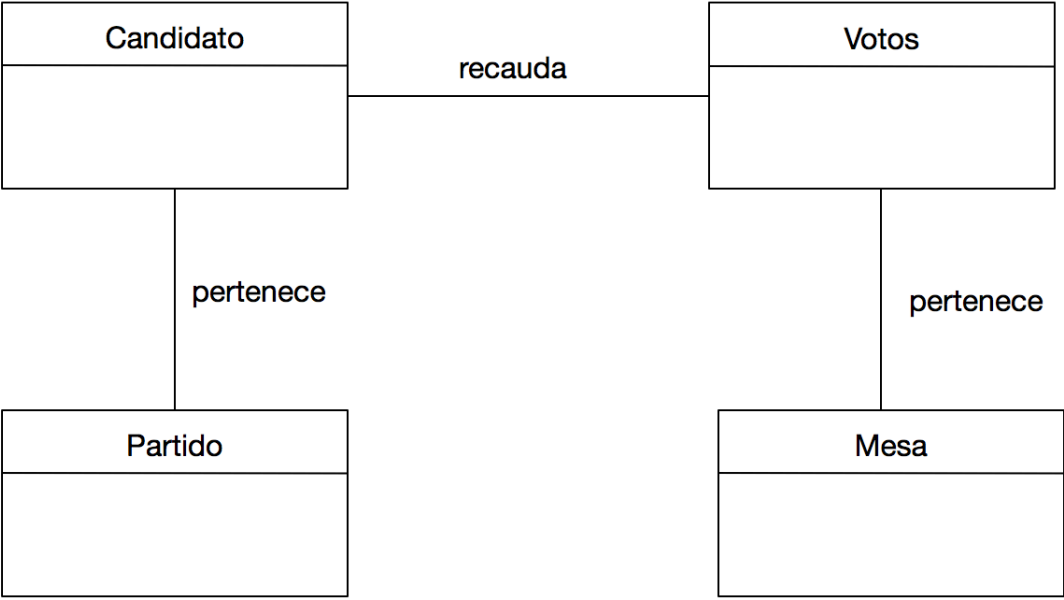 Candidato
Votos
recauda
pertenece
pertenece
Partido
Mesa